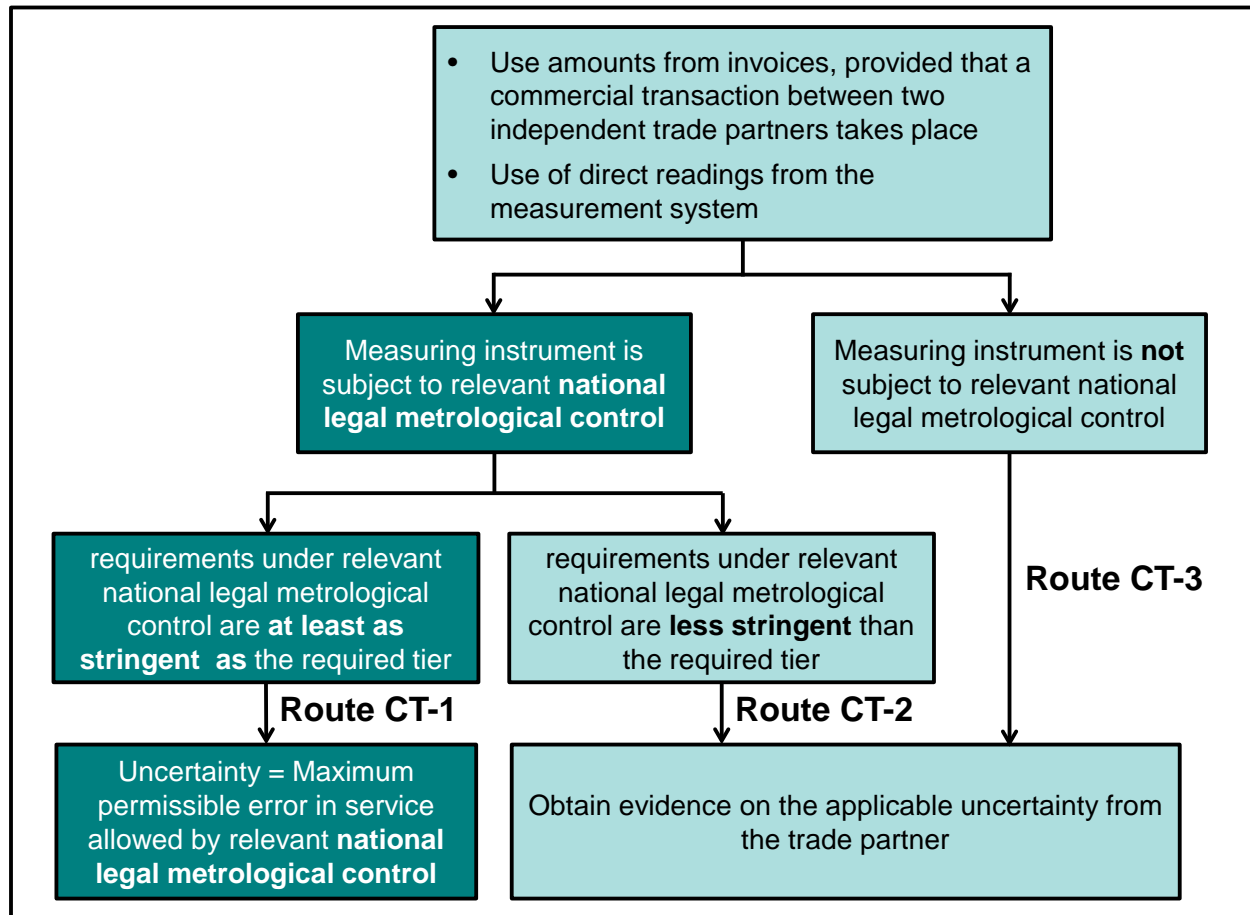 • Use amounts from invoices, provided that a
commercial transaction between two
independent trade partners takes place
• Use of direct readings from the
measurement system
Measuring instrument is
subject to relevant national
legal metrological control
Measuring instrument is not
subject to relevant national
legal metrological control
requirements under relevant
national legal metrological
control are at least as
stringent as the required tier
requirements under relevant
national legal metrological
control are less stringent than
the required tier
Route CT-3
Route CT-1
Route CT-2
Uncertainty = Maximum
permissible error in service
allowed by relevant national
legal metrological control
Obtain evidence on the applicable uncertainty from
the trade partner